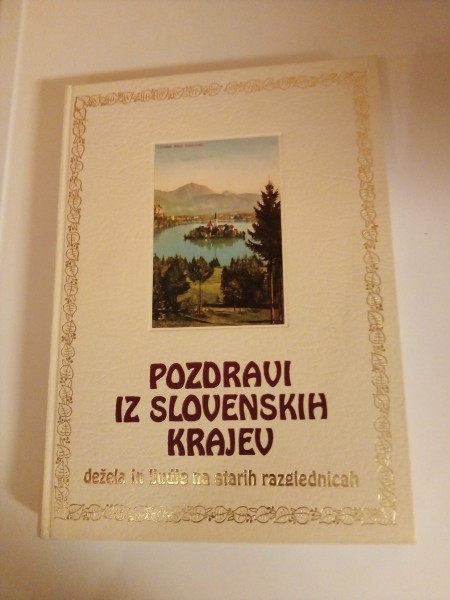 POZDRAVI
IZ SLOVENSKIH
KRAJEV
dežela in ljudje na starih razglednicah